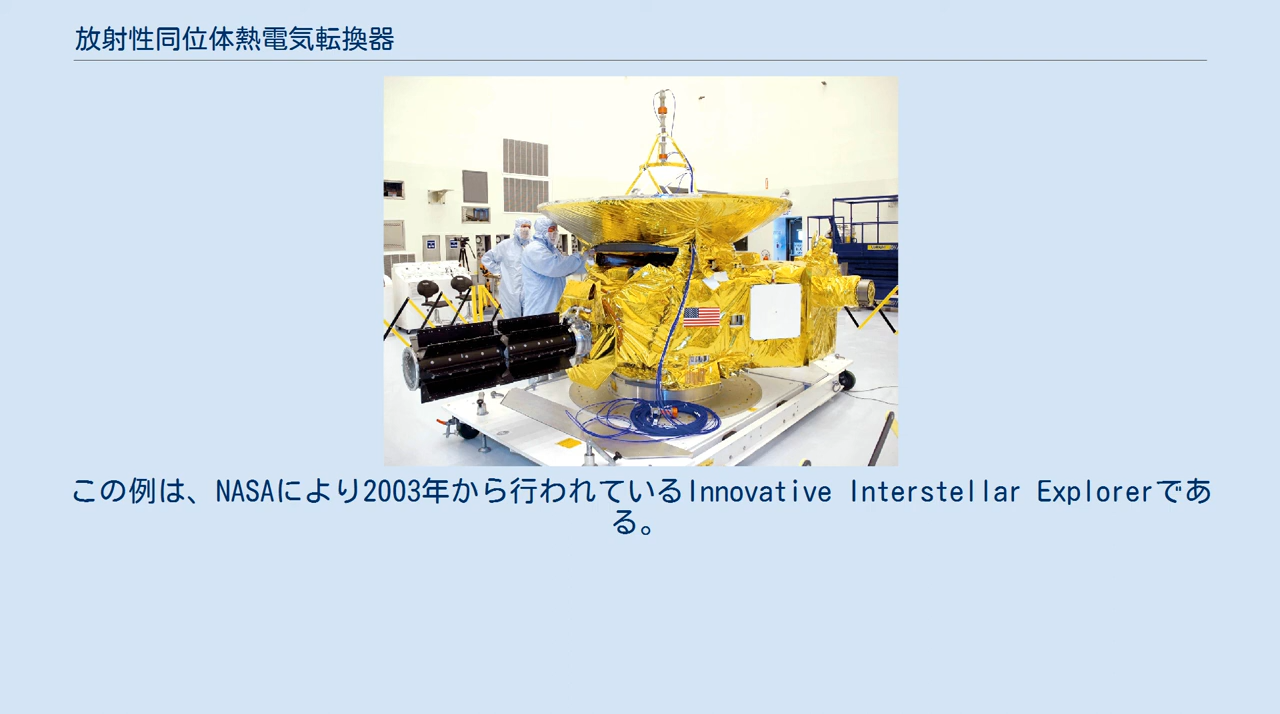 放射性同位体熱電気転換器
この例は、NASAにより2003年から行われているInnovative Interstellar Explorerであ
る。